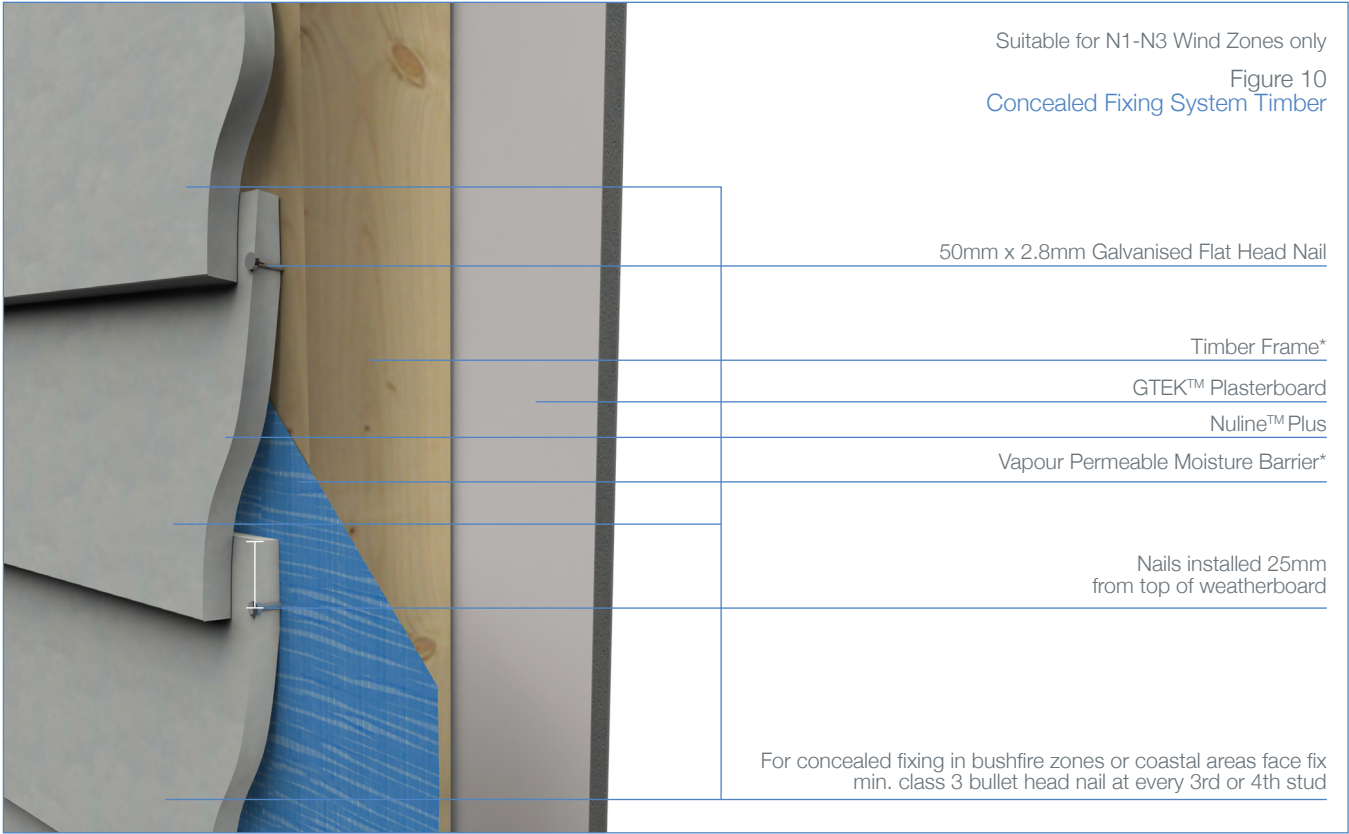 Suitable for N1-N3 Wind Zones only
Figure 10
Concealed Fixing System Timber
50mm x 2.8mm Galvanised Flat Head Nail
Timber Frame*
GTEK™ Plasterboard
Nuline™ Plus
Vapour Permeable Moisture Barrier*
Nails installed 25mm
from top of weatherboard
For concealed fixing in bushfire zones or coastal areas face fix
min. class 3 bullet head nail at every 3rd or 4th stud